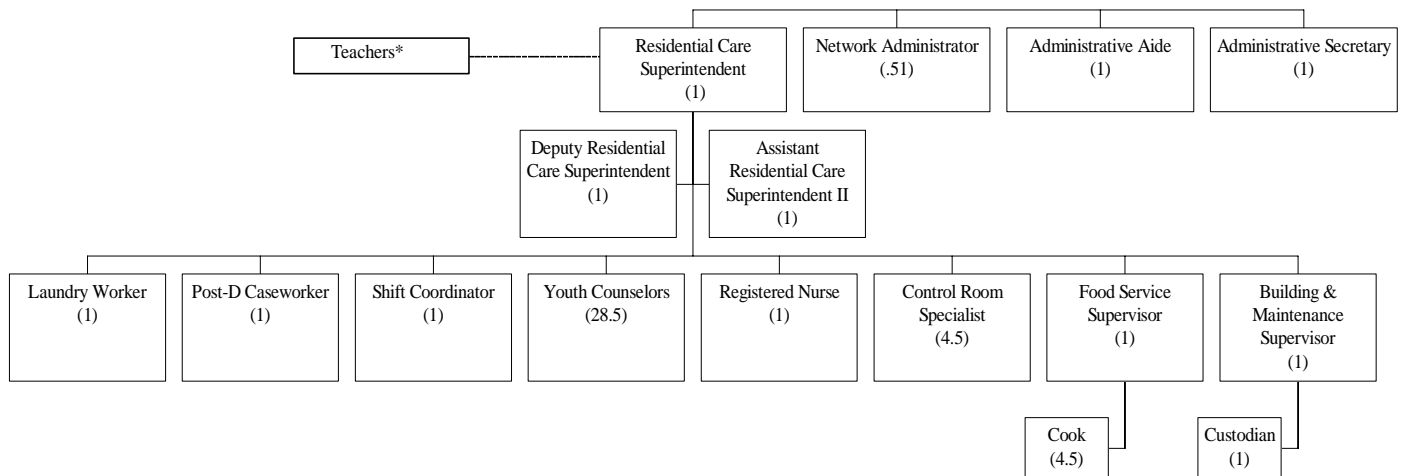 Teachers*
Residential Care
Superintendent
(1)
Network Administrator
(.51)
Administrative Aide
(1)
Administrative Secretary
(1)
Deputy Residential
Care Superintendent
(1)
Assistant
Residential Care
Superintendent II
(1)
Laundry Worker
(1)
Post-D Caseworker
(1)
Shift Coordinator
(1)
Youth Counselors
(28.5)
Registered Nurse
(1)
Control Room
Specialist
(4.5)
Food Service
Supervisor
(1)
Building &
Maintenance
Supervisor
(1)
Cook
(4.5)
Custodian
(1)